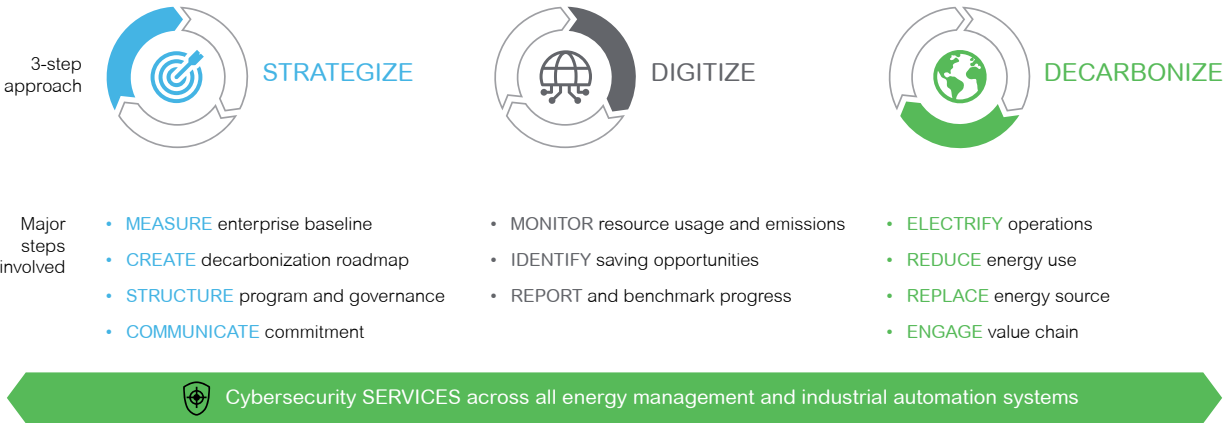 3-step
approach
STRATEGIZE
DIGITIZE
DECARBONIZE
Major
steps
involved
• MEASURE enterprise baseline
• CREATE decarbonization roadmap
• STRUCTURE program and governance
• COMMUNICATE commitment
• MONITOR resource usage and emissions
• IDENTIFY saving opportunities
• REPORT and benchmark progress
• ELECTRIFY operations
• REDUCE energy use
• REPLACE energy source
• ENGAGE value chain
Cybersecurity SERVICES across all energy management and industrial automation systems